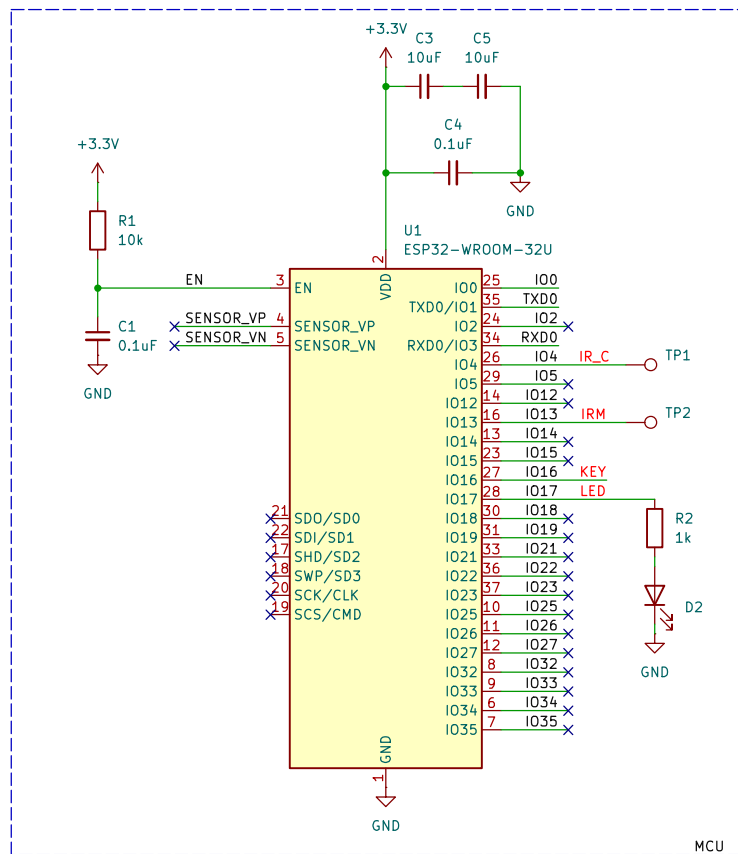 +3.3V
C3
10uF
C5
10uF
C4
0.1uF
GND
+3.3V
R1
10k
EN
C1
0.1uF
GND
U1
ESP32-WROOM-32U
2
VDD
3 EN
SENSOR_VP 4 SENSOR_VP
SENSOR_VN 5 SENSOR_VN
21 SDO/SD0
22 SDI/SD1
17 SHD/SD2
18 SWP/SD3
20 SCK/CLK
19 SCS/CMD
IO0 25 IO0
TXD0/IO1 35 TXD0
IO2 24 IO2
RXD0/IO3 34 RXD0
IO4 26 IO4 IR_C TP1
IO5 29 IO5
IO12 14 IO12
IO13 16 IO13 IRM TP2
IO14 13 IO14
IO15 23 IO15
IO16 27 IO16 KEY
IO17 28 IO17 LED
IO18 30 IO18
IO19 31 IO19
IO21 33 IO21
IO22 36 IO22
IO23 37 IO23
IO25 10 IO25
IO26 11 IO26
IO27 12 IO27
IO32 8 IO32
IO33 9 IO33
IO34 6 IO34
IO35 7 IO35
R2
1k
D2
GND
GND
1
GND
MCU